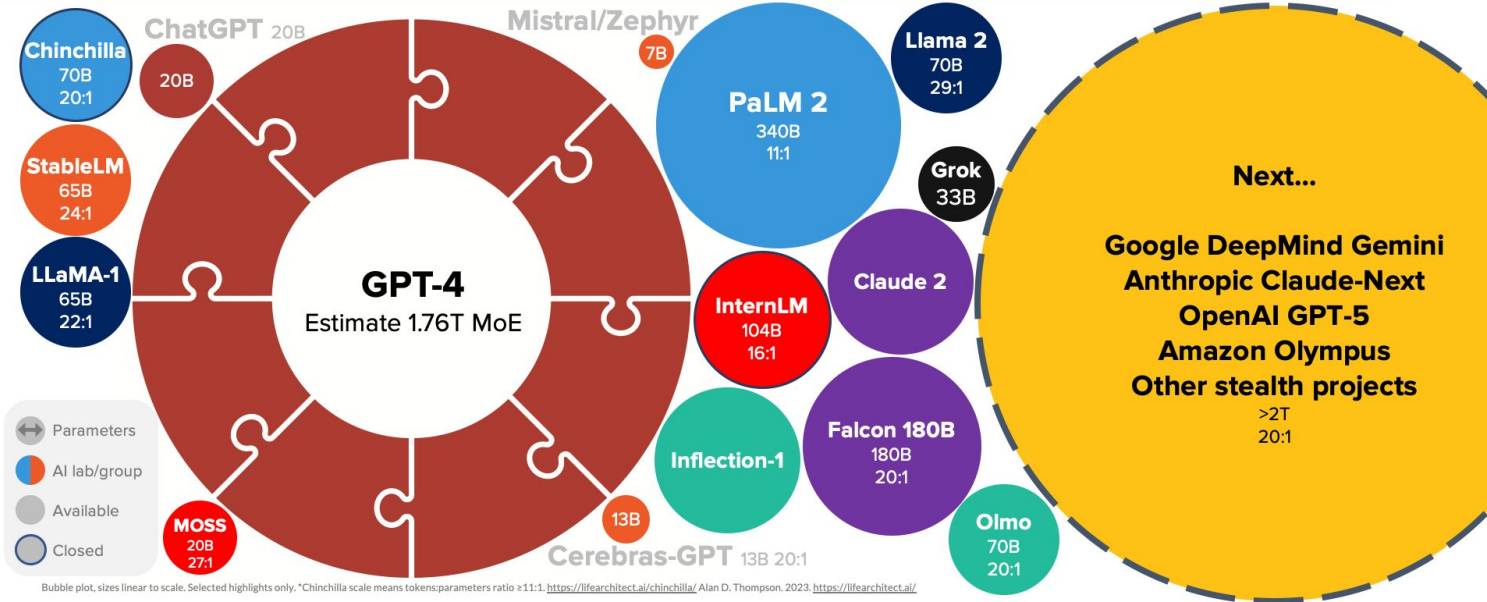 Chinchilla
70B
20:1
ChatGPT 20B
20B
StableLM
65B
24:1
LLaMA-1
65B
22:1
GPT-4
Estimate 1.76T MoE
Parameters
AI lab/group
Available
Closed
MOSS
20B
27:1
13B
Cerebras-GPT 13B 20:1
Mistral/Zephyr
7B
PaLM 2
340B
11:1
Llama 2
70B
29:1
Grok
33B
Claude 2
InternLM
104B
16:1
Inflection-1
Falcon 180B
180B
20:1
Olmo
70B
20:1
Next...
Google DeepMind Gemini
Anthropic Claude-Next
OpenAI GPT-5
Amazon Olympus
Other stealth projects
>2T
20:1
Bubble plot, sizes linear to scale. Selected highlights only. *Chinchilla scale means tokens:parameters ratio ≥11:1. https://lifearchitect.ai/chinchilla/ Alan D. Thompson. 2023. https://lifearchitect.ai/